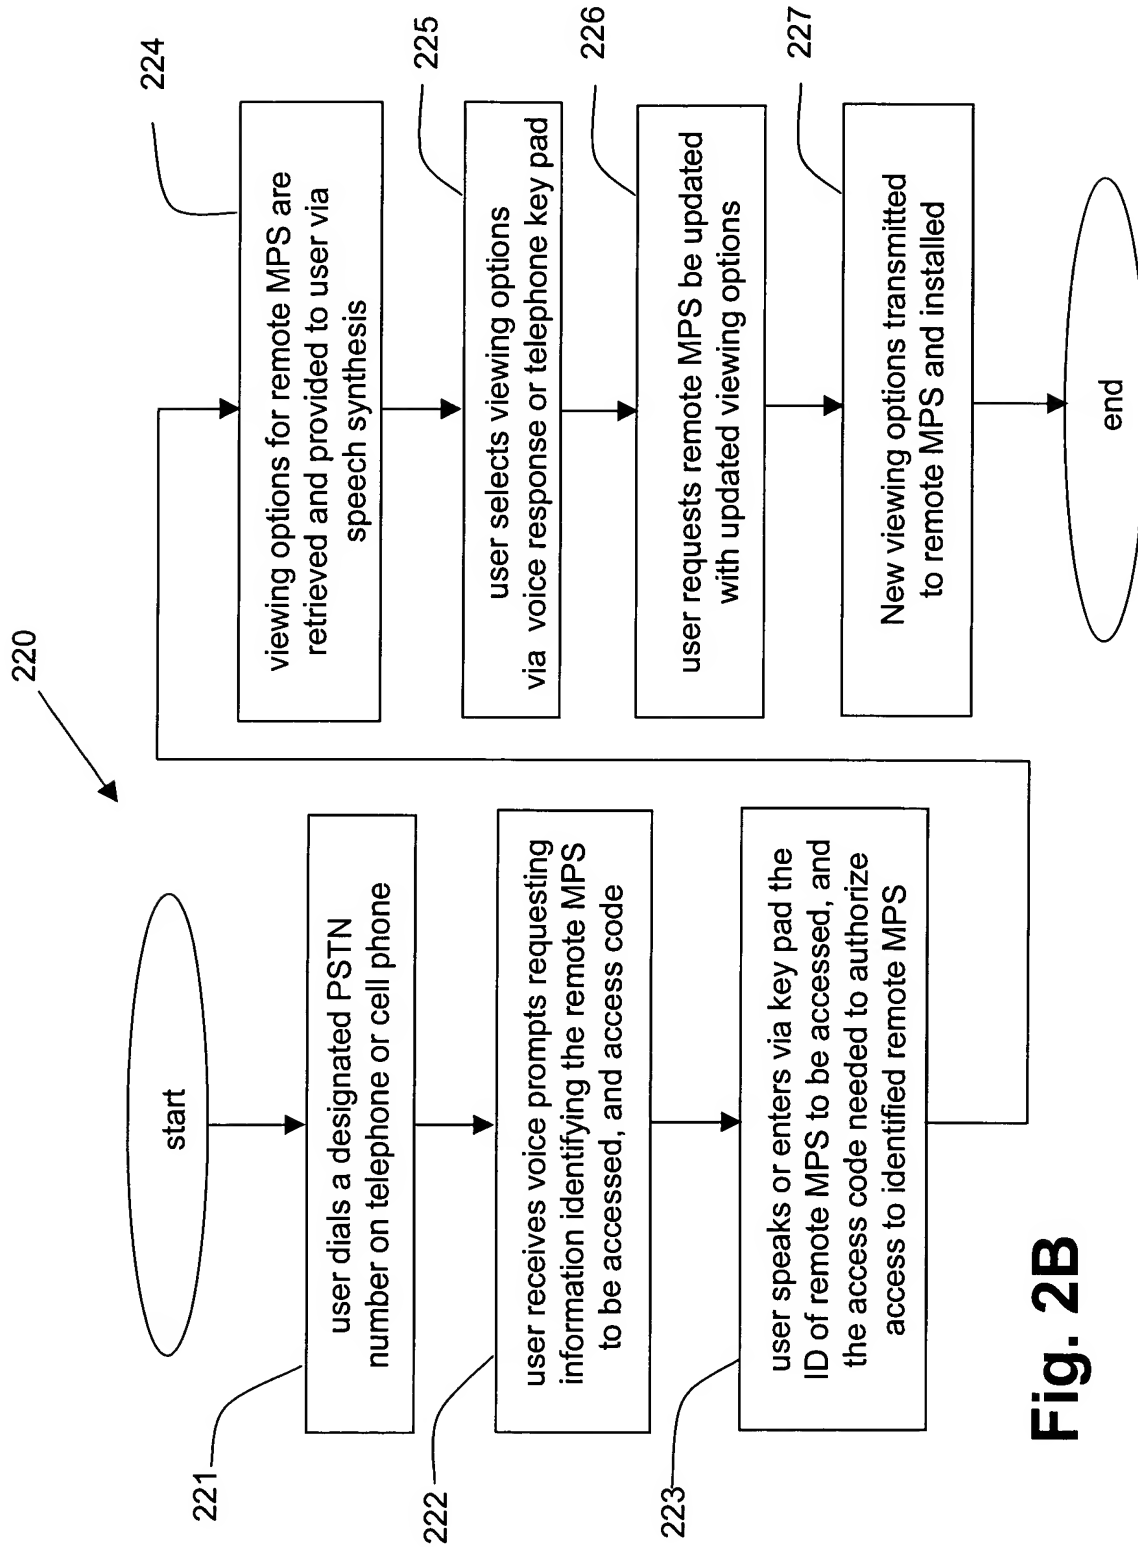 220
start
221
user dials a designated PSTN
number on telephone or cell phone
222
user receives voice prompts requesting
information identifying the remote MPS
to be accessed, and access code
223
user speaks or enters via key pad the
ID of remote MPS to be accessed, and
the access code needed to authorize
access to identified remote MPS
224
viewing options for remote MPS are
retrieved and provided to user via
speech synthesis
225
user selects viewing options
via voice response or telephone key pad
226
user requests remote MPS be updated
with updated viewing options
227
New viewing options transmitted
to remote MPS and installed
end
Fig. 2B